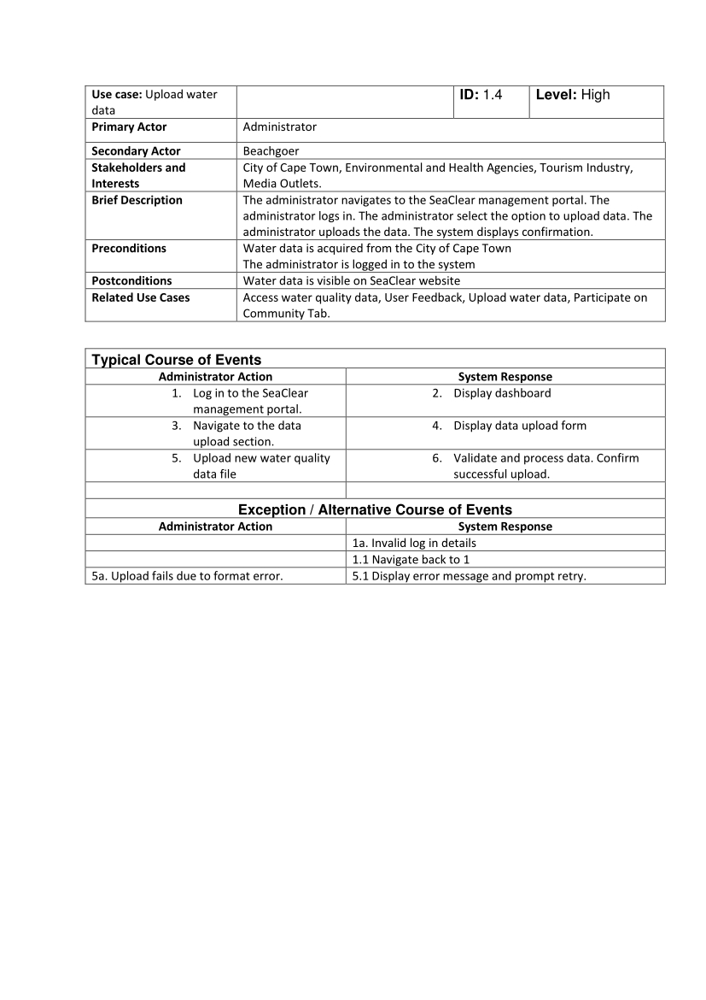 Use case: Upload water
data
ID: 1.4
Level: High
Primary Actor
Administrator
Secondary Actor
Beachgoer
Stakeholders and
Interests
City of Cape Town, Environmental and Health Agencies, Tourism Industry,
Media Outlets.
Brief Description
The administrator navigates to the SeaClear management portal. The
administrator logs in. The administrator select the option to upload data. The
administrator uploads the data. The system displays confirmation.
Preconditions
Water data is acquired from the City of Cape Town
The administrator is logged in to the system
Postconditions
Water data is visible on SeaClear website
Related Use Cases
Access water quality data, User Feedback, Upload water data, Participate on
Community Tab.
Typical Course of Events
Administrator Action
System Response
1. Log in to the SeaClear
management portal.
2. Display dashboard
3. Navigate to the data
upload section.
4. Display data upload form
5. Upload new water quality
data file
6. Validate and process data. Confirm
successful upload.
Exception / Alternative Course of Events
Administrator Action
System Response
1a. Invalid log in details
1.1 Navigate back to 1
5a. Upload fails due to format error.
5.1 Display error message and prompt retry.